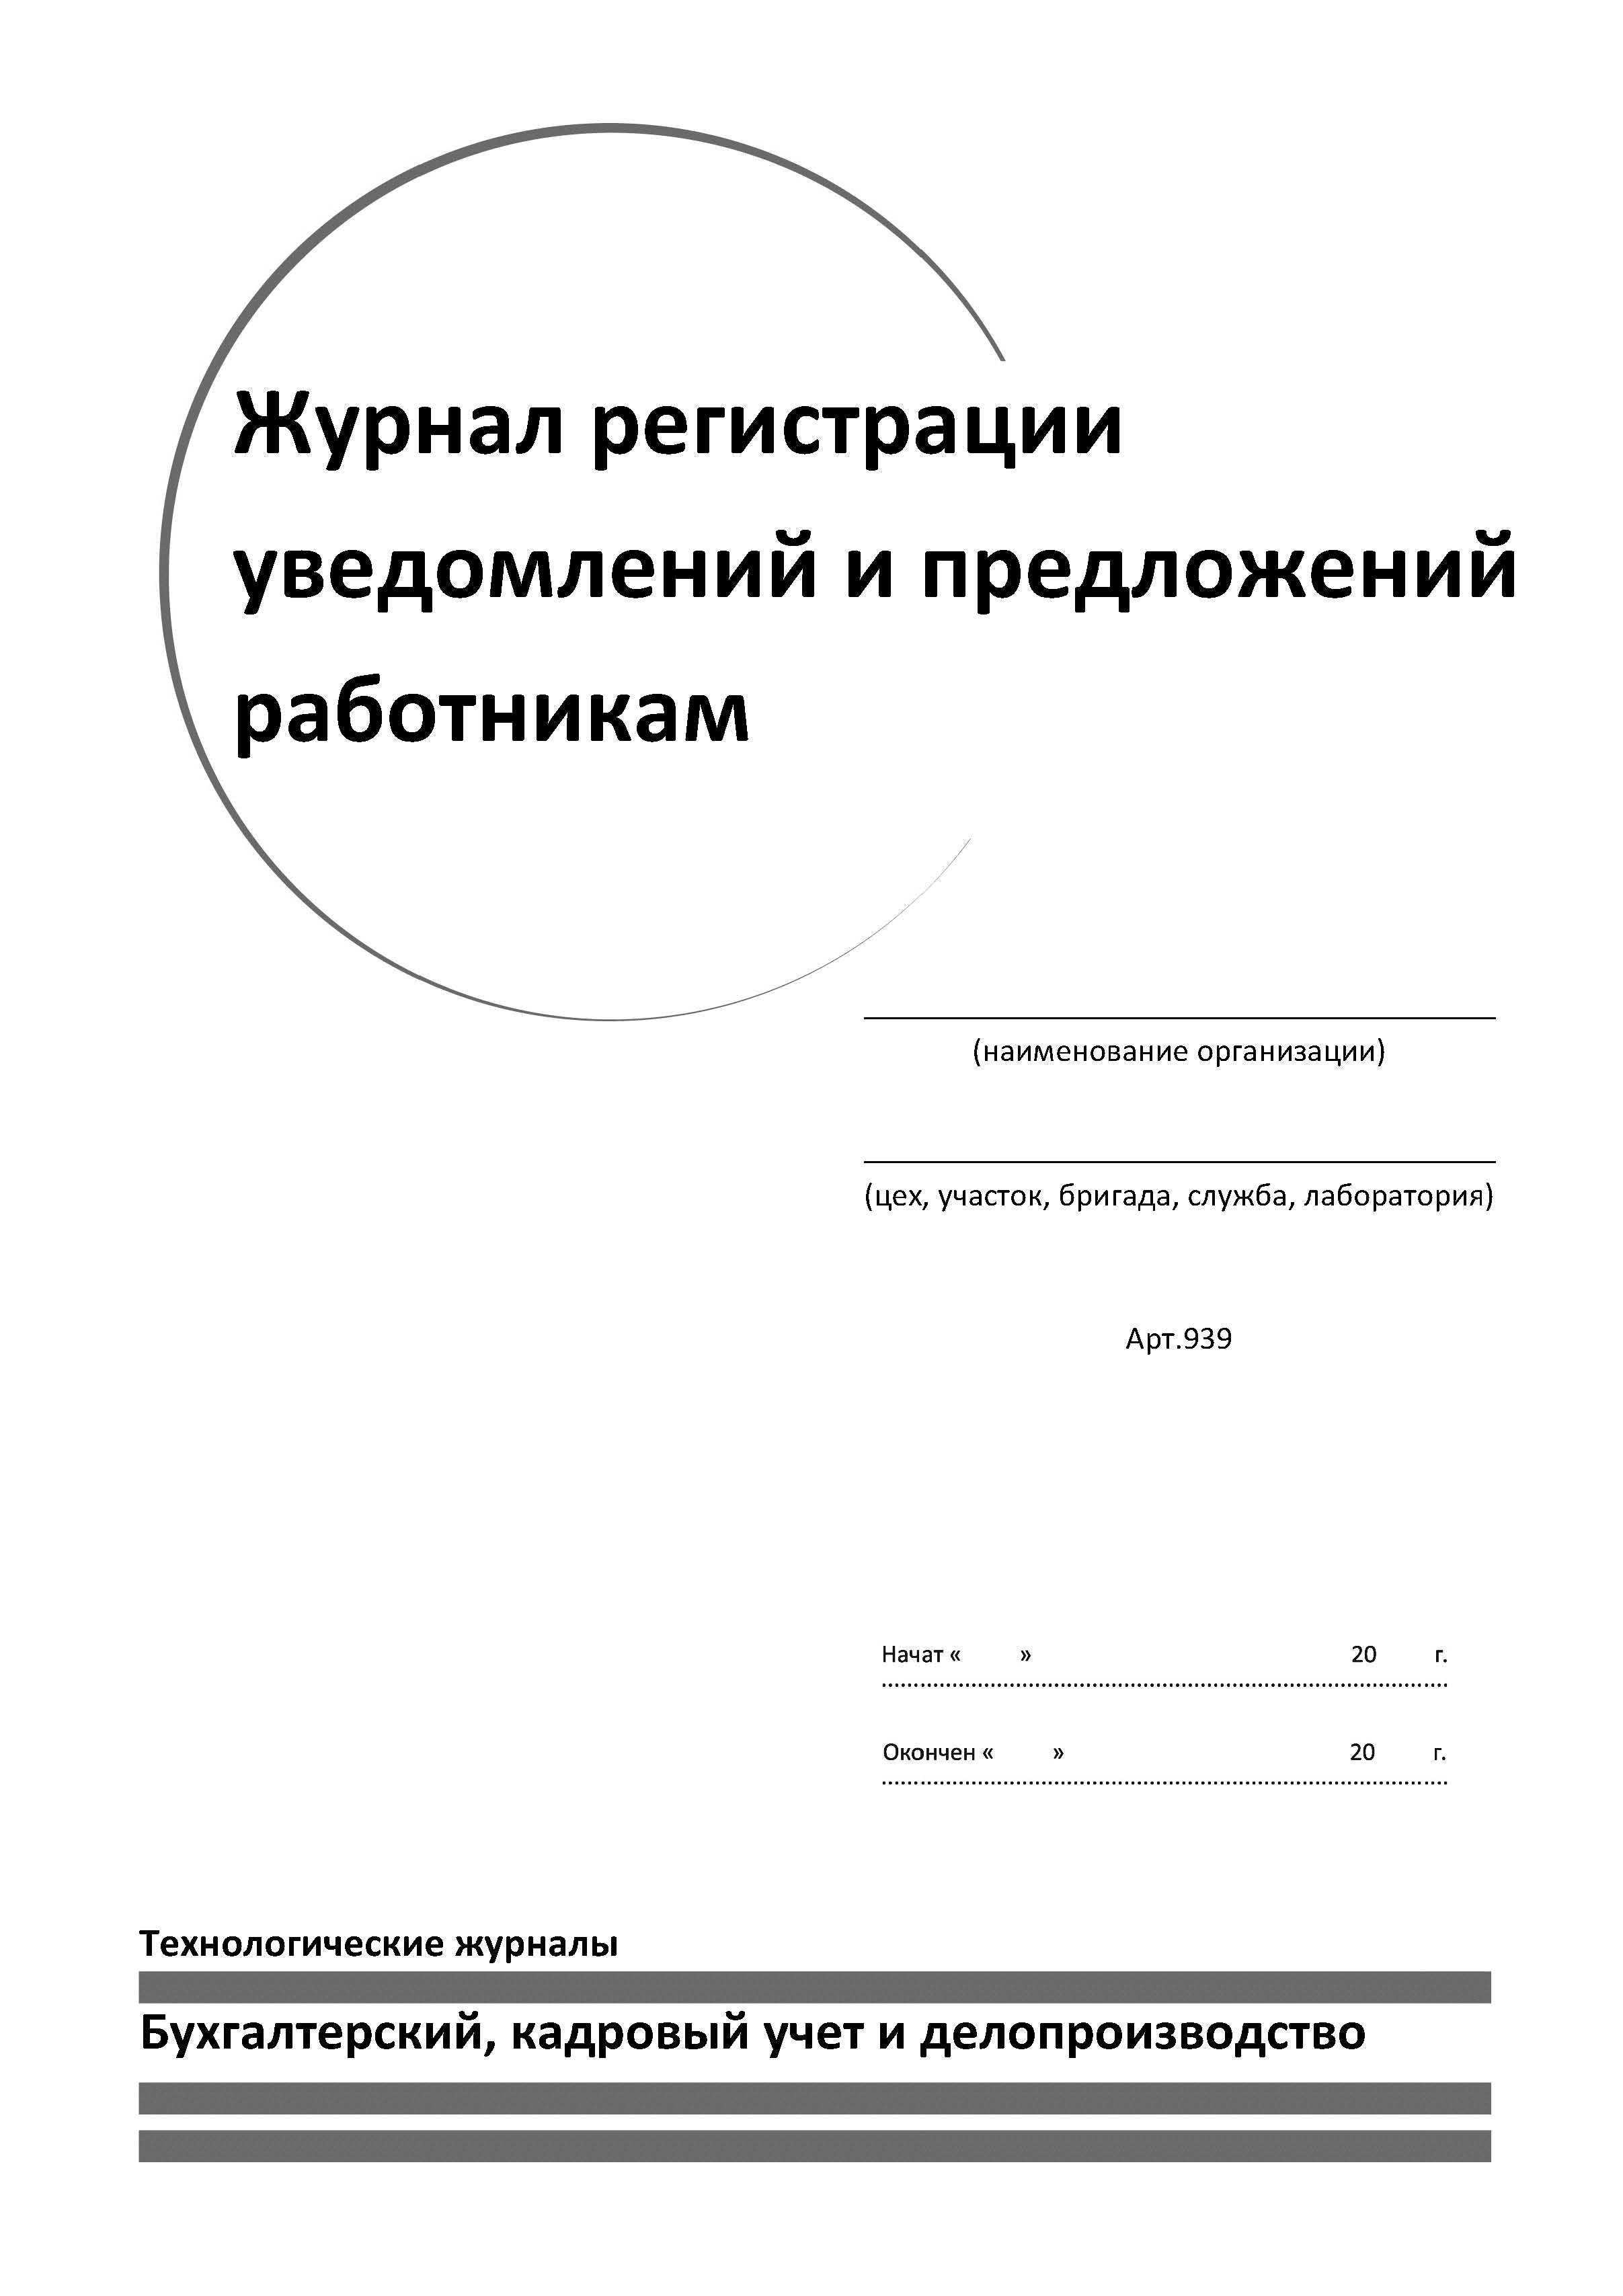 Журнал регистрации
уведомлений и предложений
работникам
(наименование организации)
(цех, участок, бригада, служба, лаборатория)
Арт.939
Начат « » 20 г.
Окончен « » 20 г.
Технологические журналы
Бухгалтерский, кадровый учет и делопроизводство